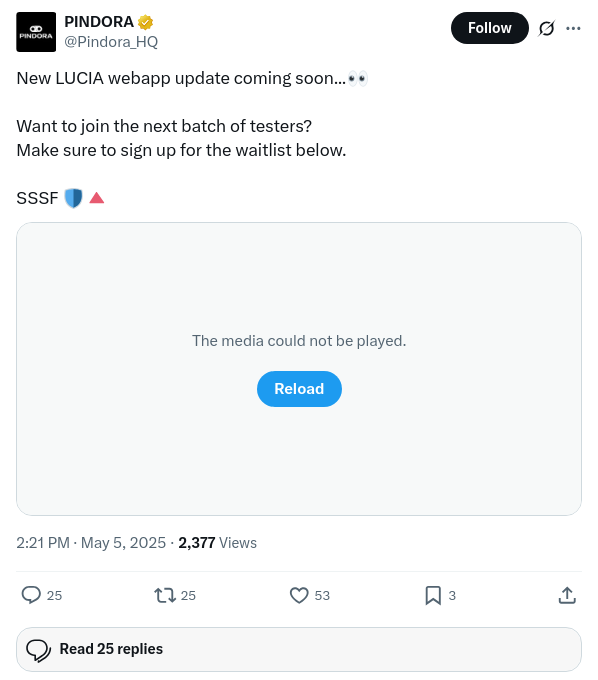 PINDORA
PINDORA
@Pindora_HQ
Follow
New LUCIA webapp update coming soon...👀
Want to join the next batch of testers?
Make sure to sign up for the waitlist below.
SSSF 🛡️🔺
The media could not be played.
Reload
2:21 PM · May 5, 2025 · 2,377 Views
25 25 53 3
Read 25 replies